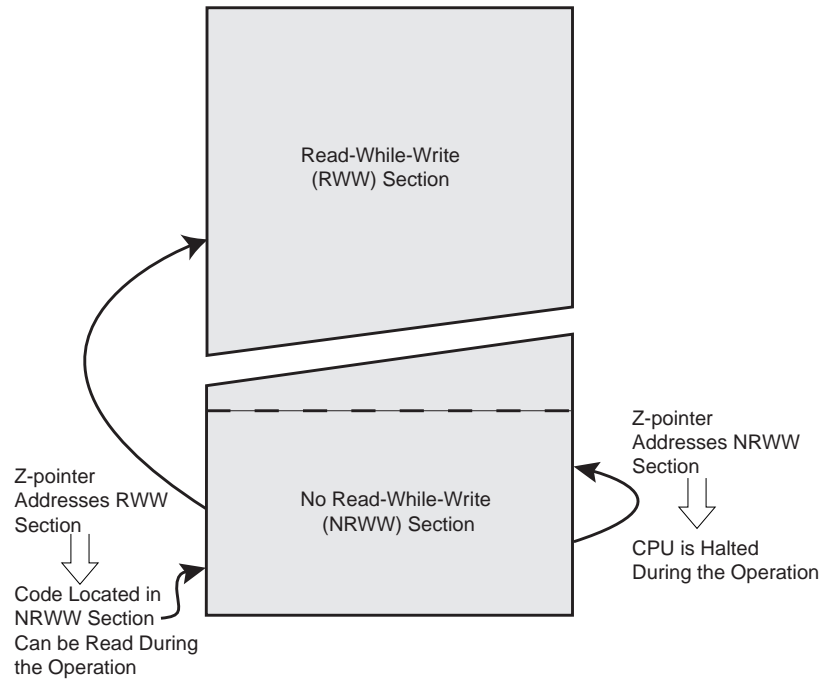 Read-While-Write
(RWW) Section
Z-pointer
Addresses RWW
Section
Code Located in
NRWW Section
Can be Read During
the Operation
No Read-While-Write
(NRWW) Section
Z-pointer
Addresses NRWW
Section
CPU is Halted
During the Operation